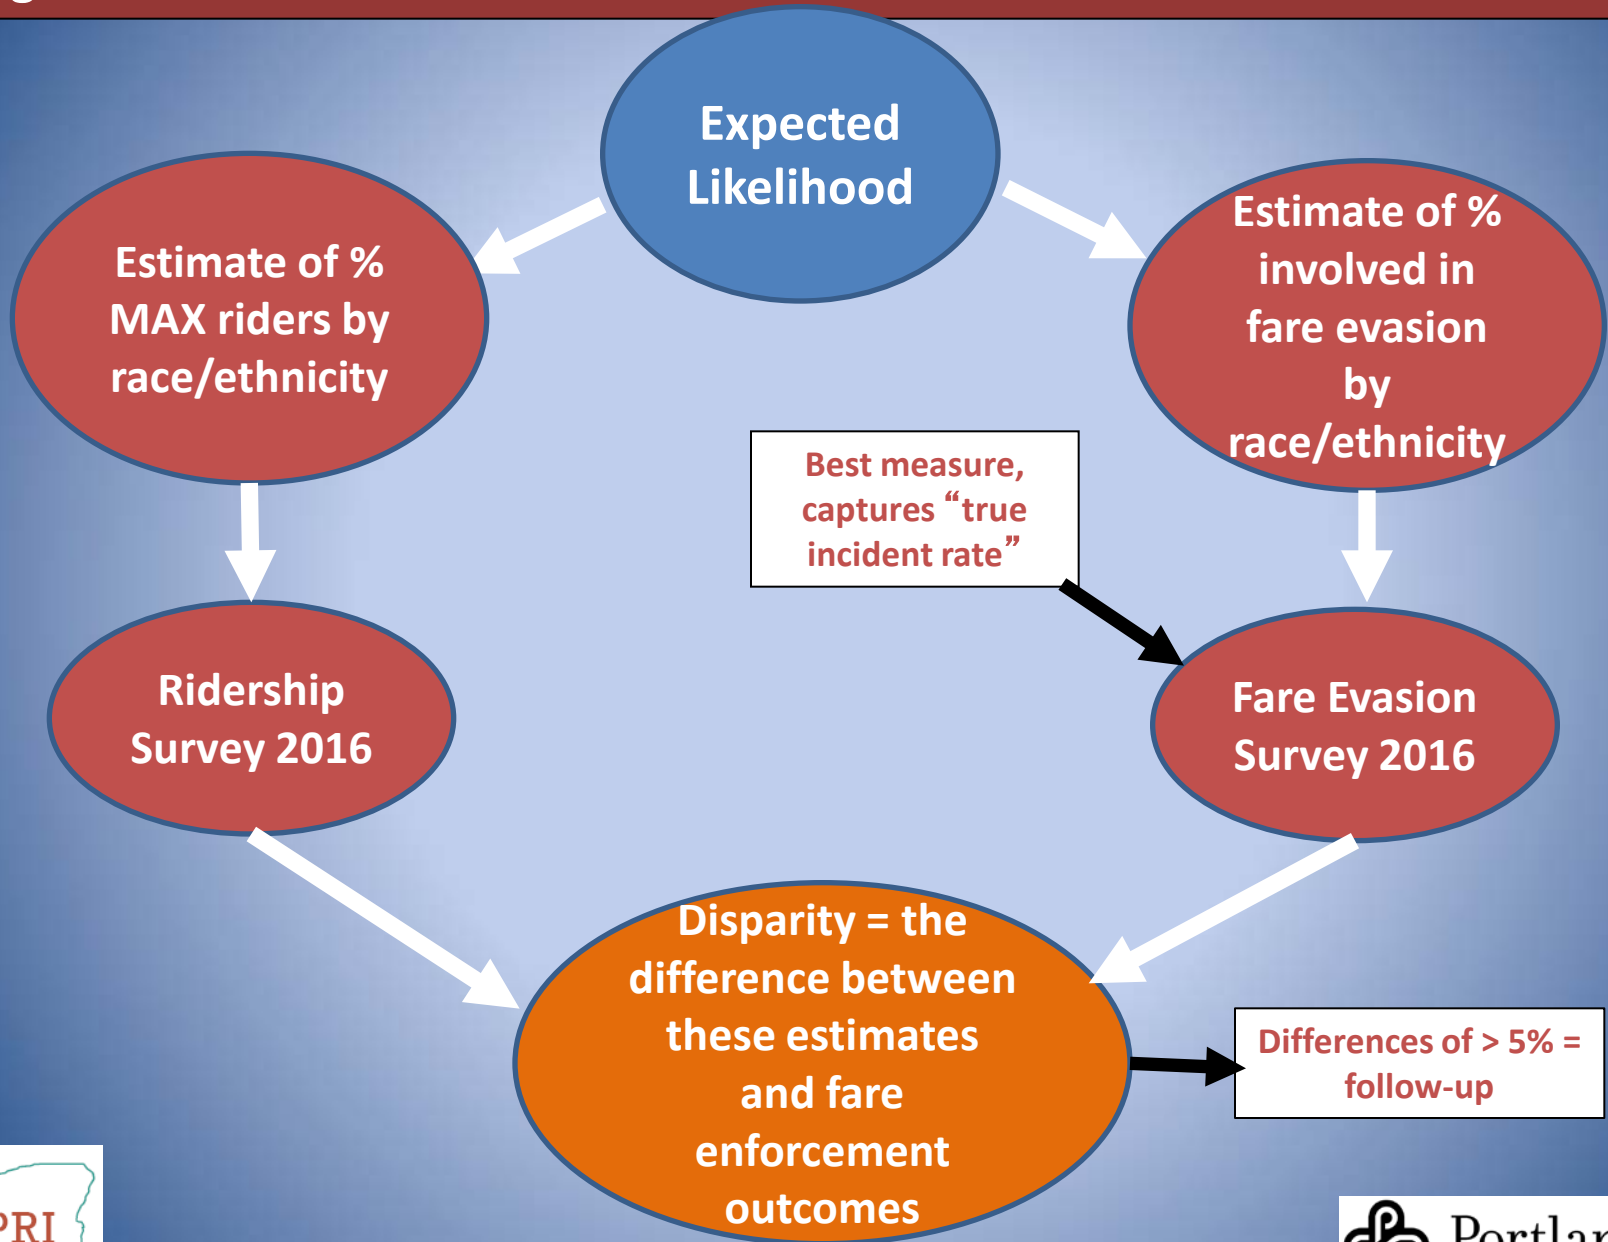 Expected
Likelihood
Estimate of %
MAX riders by
race/ethnicity
Estimate of %
involved in
fare evasion
by
race/ethnicity
Best measure,
captures “true
incident rate”
Ridership
Survey 2016
Fare Evasion
Survey 2016
Disparity = the
difference between
these estimates
and fare
enforcement
outcomes
Differences of > 5% =
follow-up
PRI
Portlan